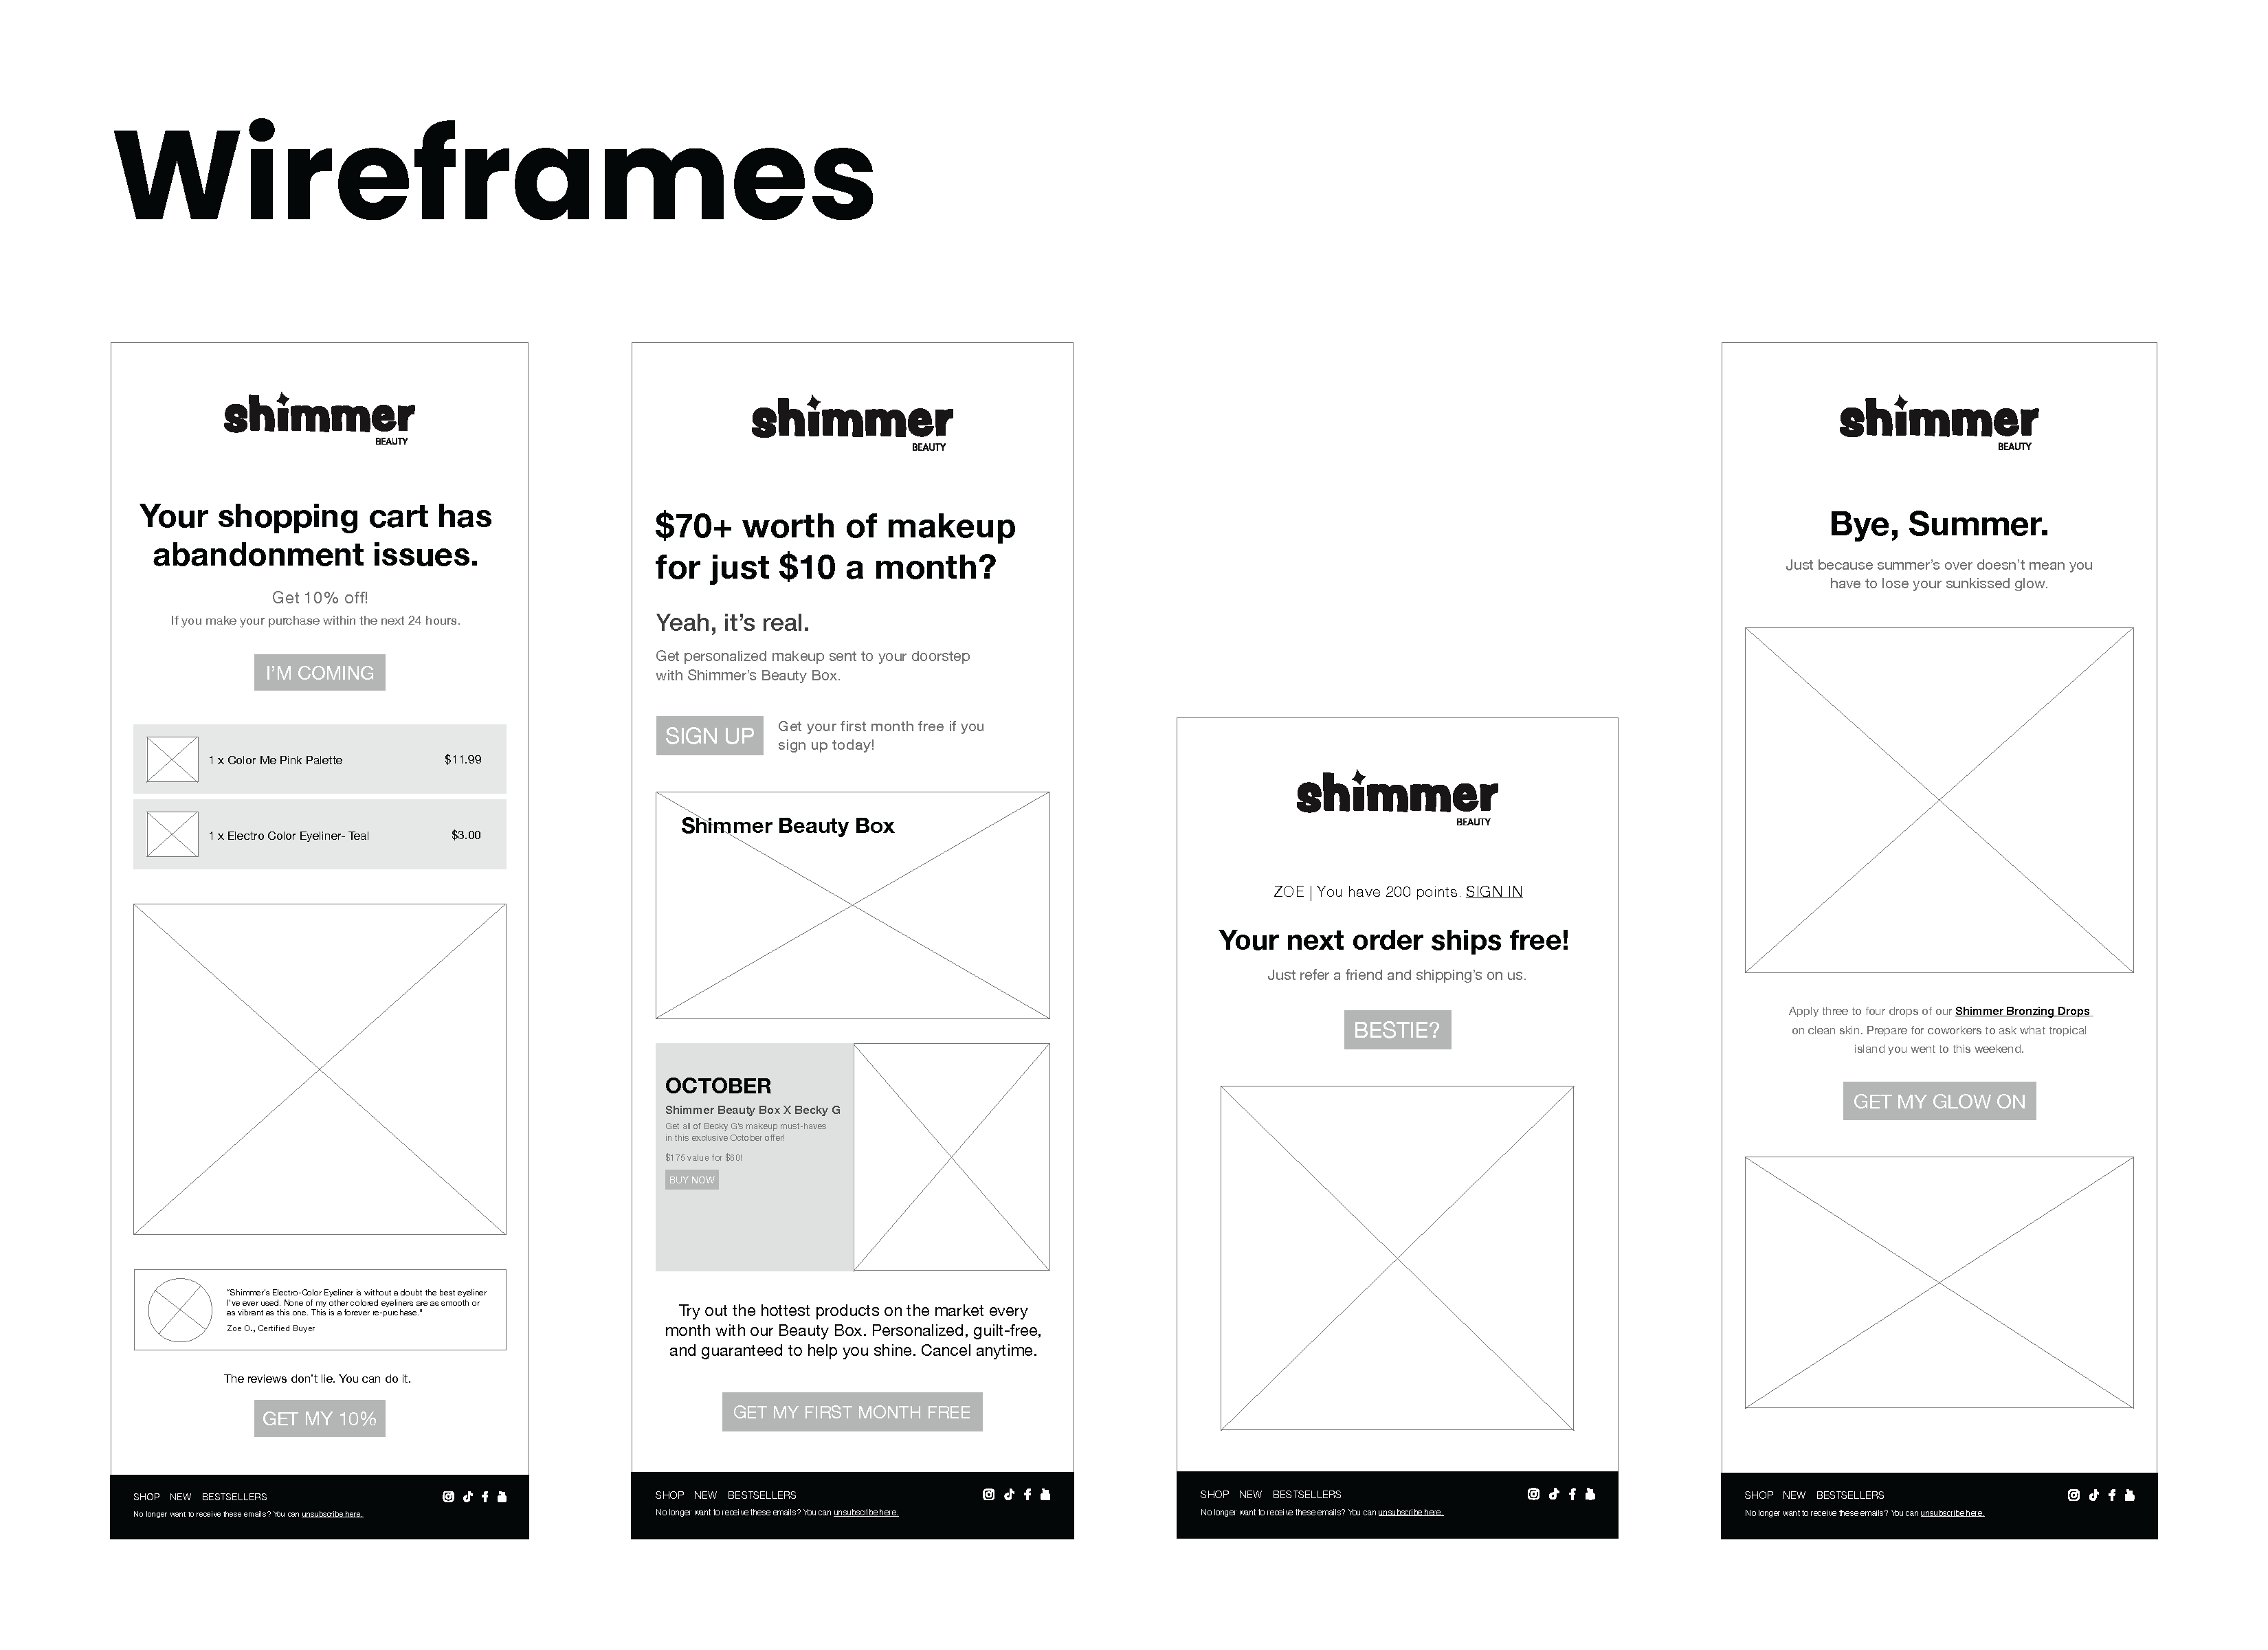 Wireframes
shimmer
BEAUTY
Your shopping cart has
abandonment issues.
Get 10% off!
If you make your purchase within the next 24 hours.
I'M COMING
1 x Color Me Pink Palette $11.99
1 x Electro Color Eyeliner- Teal $3.00
"Shimmer's Electro-Color Eyeliner is without a doubt the best eyeliner
I've ever used. None of my other colored eyeliners are as smooth or
as vibrant as this one. This is a forever re-purchase."
Zoe O., Certified Buyer
The reviews don't lie. You can do it.
GET MY 10%
SHOP NEW BESTSELLERS
No longer want to receive these emails? You can unsubscribe here.
shimmer
BEAUTY
$70+ worth of makeup
for just $10 a month?
Yeah, it's real.
Get personalized makeup sent to your doorstep
with Shimmer's Beauty Box.
SIGN UP
Get your first month free if you
sign up today!
Shimmer Beauty Box
OCTOBER
Shimmer Beauty Box X Becky G
Get all of Becky G's makeup must-haves
in this exclusive October offer!
$175 value for $60!
BUY NOW
Try out the hottest products on the market every
month with our Beauty Box. Personalized, guilt-free,
and guaranteed to help you shine. Cancel anytime.
GET MY FIRST MONTH FREE
SHOP NEW BESTSELLERS
No longer want to receive these emails? You can unsubscribe here.
shimmer
BEAUTY
ZOE | You have 200 points. SIGN IN
Your next order ships free!
Just refer a friend and shipping's on us.
BESTIE?
SHOP NEW BESTSELLERS
No longer want to receive these emails? You can unsubscribe here.
shimmer
BEAUTY
Bye, Summer.
Just because summer's over doesn't mean you
have to lose your sunkissed glow.
Apply three to four drops of our Shimmer Bronzing Drops
on clean skin. Prepare for coworkers to ask what tropical
island you went to this weekend.
GET MY GLOW ON
SHOP NEW BESTSELLERS
No longer want to receive these emails? You can unsubscribe here.